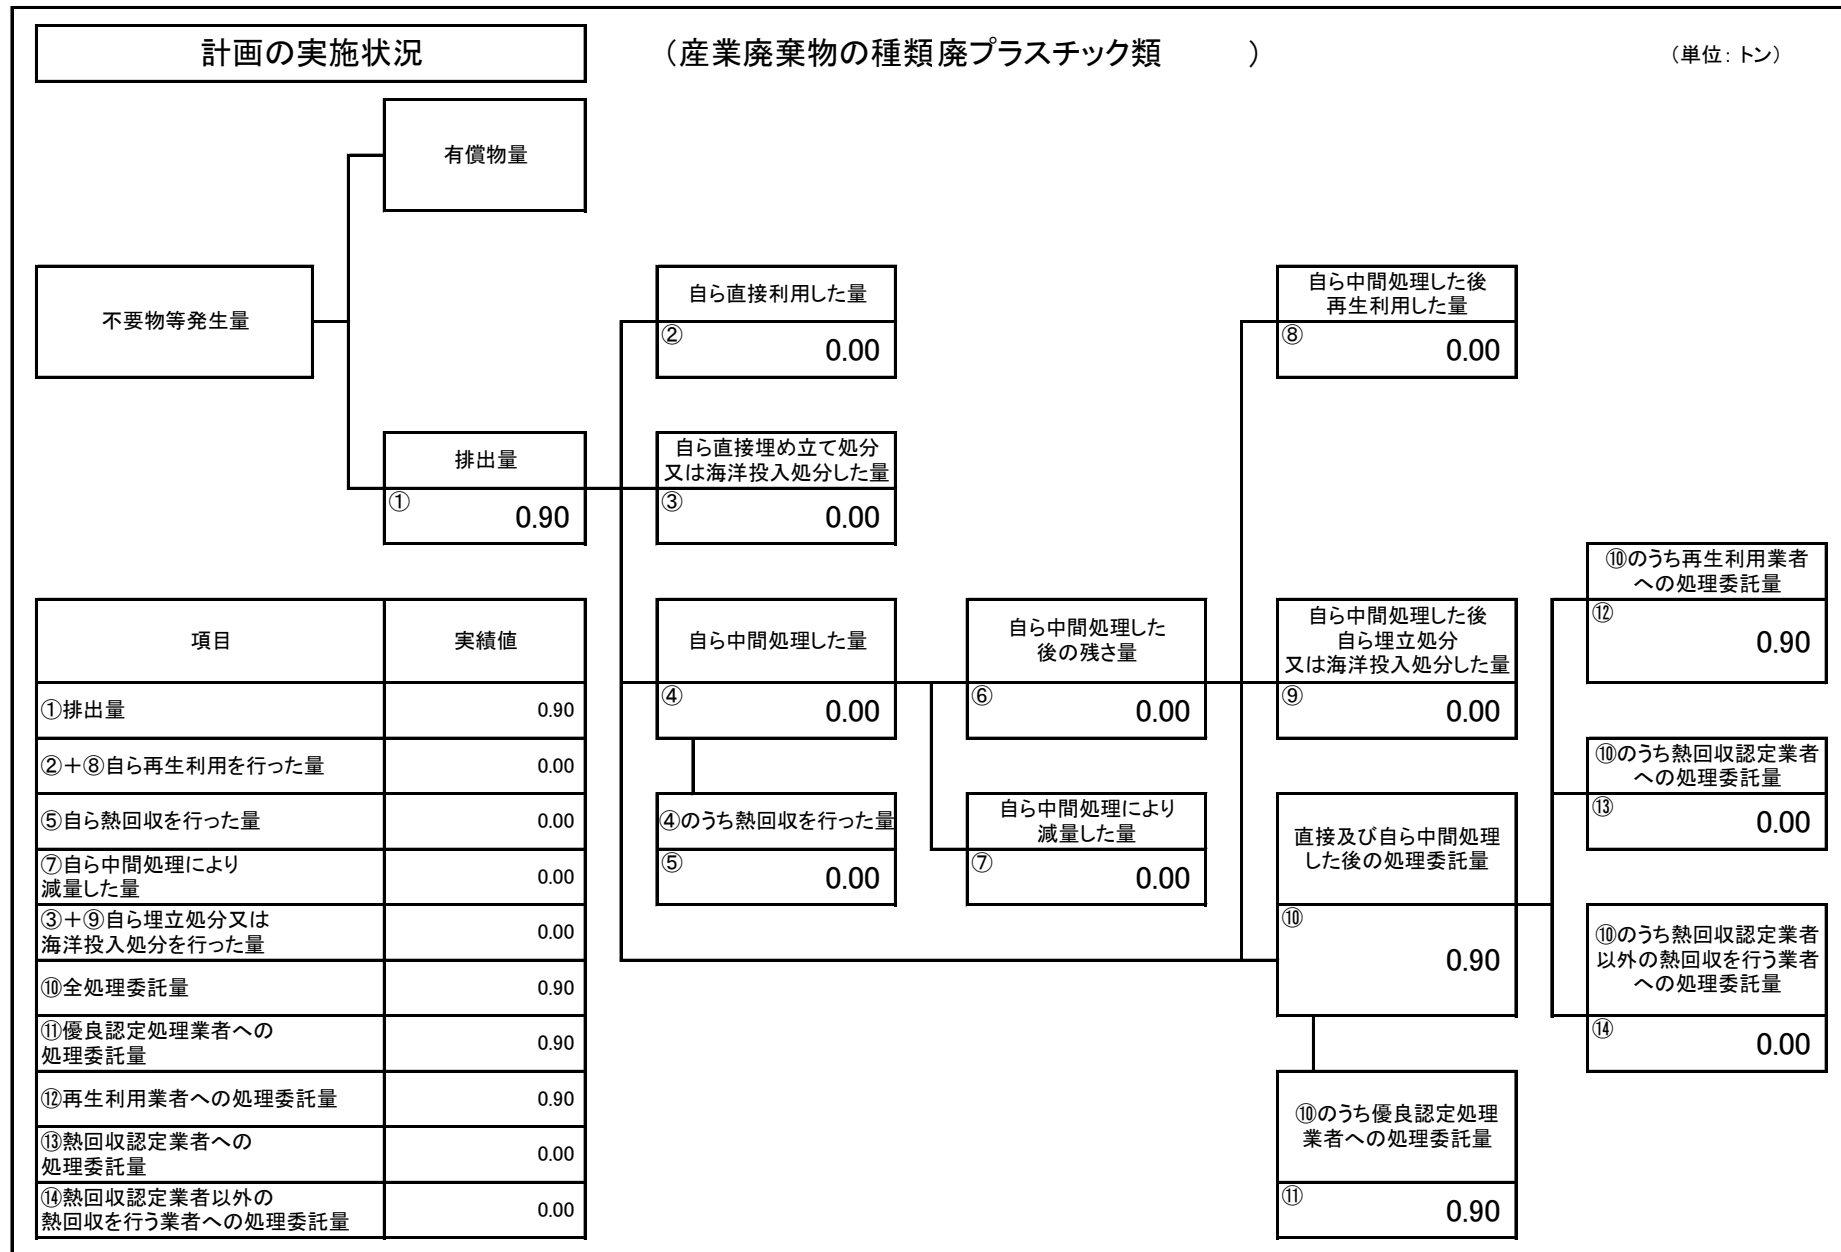 計画の実施状況
（産業廃棄物の種類 廃プラスチック類　　　）
（単位：トン）
有償物量
不要物等発生量
自ら直接利用した量
②
0.00
自ら中間処理した後
再生利用した量
⑧
0.00
排出量
①
0.90
自ら直接埋め立て処分
又は海洋投入処分した量
③
0.00
⑩のうち再生利用業者
への処理委託量
⑫
0.90
自ら中間処理した量
④
0.00
自ら中間処理した
後の残さ量
⑥
0.00
自ら中間処理した後
自ら埋立処分
又は海洋投入処分した量
⑨
0.00
⑩のうち熱回収認定業者
への処理委託量
⑬
0.00
④のうち熱回収を行った量
⑤
0.00
自ら中間処理により
減量した量
⑦
0.00
直接及び自ら中間処理
した後の処理委託量
⑩
0.90
⑩のうち熱回収認定業者
以外の熱回収を行う業者
への処理委託量
⑭
0.00
⑩のうち優良認定処理
業者への処理委託量
⑪
0.90
項目 実績値
①排出量 0.90
②＋⑧自ら再生利用を行った量 0.00
⑤自ら熱回収を行った量 0.00
⑦自ら中間処理により
減量した量 0.00
③＋⑨自ら埋立処分又は
海洋投入処分を行った量 0.00
⑩全処理委託量 0.90
⑪優良認定処理業者への
処理委託量 0.90
⑫再生利用業者への処理委託量 0.90
⑬熱回収認定業者への
処理委託量 0.00
⑭熱回収認定業者以外の
熱回収を行う業者への処理委託量 0.00